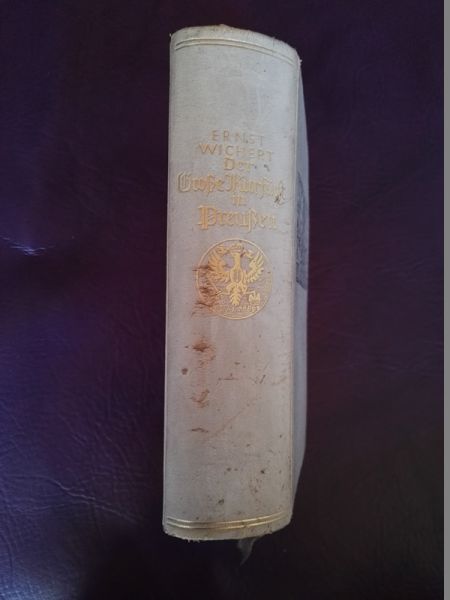 ERNST
WICHERT
Der
Große Kurfürst
in
Preußen